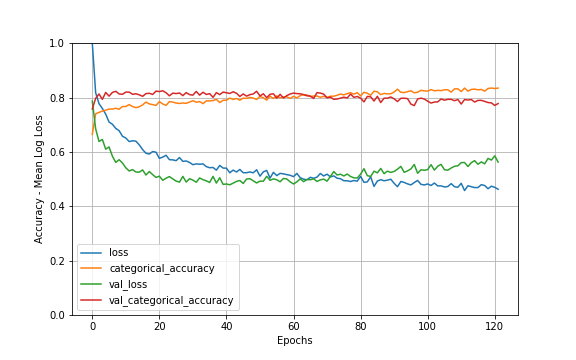 1.0
0.8
0.6
0.4
0.2
0.0
Accuracy - Mean Log Loss
loss
categorical_accuracy
val_loss
val_categorical_accuracy
0 20 40 60 80 100 120
Epochs